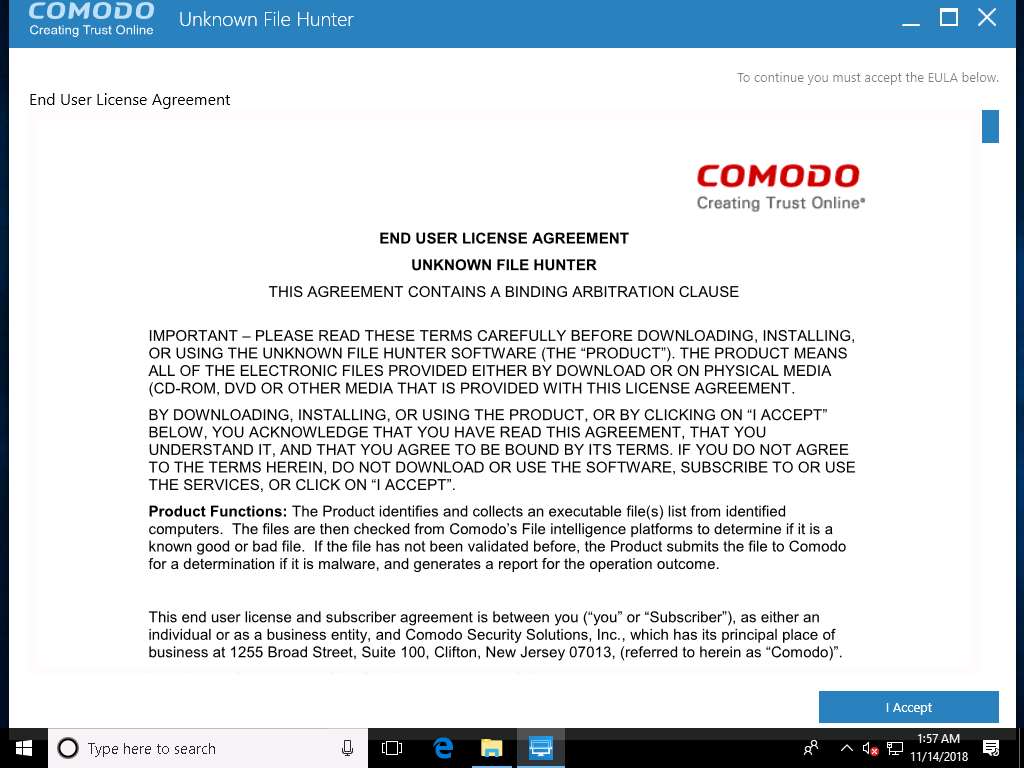 COMODO
Creating Trust Online
Unknown File Hunter
To continue you must accept the EULA below.
End User License Agreement
COMODO
Creating Trust Online®
END USER LICENSE AGREEMENT
UNKNOWN FILE HUNTER
THIS AGREEMENT CONTAINS A BINDING ARBITRATION CLAUSE
IMPORTANT – PLEASE READ THESE TERMS CAREFULLY BEFORE DOWNLOADING, INSTALLING,
OR USING THE UNKNOWN FILE HUNTER SOFTWARE (THE “PRODUCT”). THE PRODUCT MEANS
ALL OF THE ELECTRONIC FILES PROVIDED EITHER BY DOWNLOAD OR ON PHYSICAL MEDIA
(CD-ROM, DVD OR OTHER MEDIA THAT IS PROVIDED WITH THIS LICENSE AGREEMENT.
BY DOWNLOADING, INSTALLING, OR USING THE PRODUCT, OR BY CLICKING ON “I ACCEPT”
BELOW, YOU ACKNOWLEDGE THAT YOU HAVE READ THIS AGREEMENT, THAT YOU
UNDERSTAND IT, AND THAT YOU AGREE TO BE BOUND BY ITS TERMS. IF YOU DO NOT AGREE
TO THE TERMS HEREIN, DO NOT DOWNLOAD OR USE THE SOFTWARE, SUBSCRIBE TO OR USE
THE SERVICES, OR CLICK ON “I ACCEPT”.
Product Functions: The Product identifies and collects an executable file(s) list from identified
computers.  The files are then checked from Comodo’s File intelligence platforms to determine if it is a
known good or bad file.  If the file has not been validated before, the Product submits the file to Comodo
for a determination if it is malware, and generates a report for the operation outcome.
This end user license and subscriber agreement is between you (“you” or “Subscriber”), as either an
individual or as a business entity, and Comodo Security Solutions, Inc., which has its principal place of
business at 1255 Broad Street, Suite 100, Clifton, New Jersey 07013, (referred to herein as “Comodo)”.
I Accept
Type here to search
1:57 AM
11/14/2018